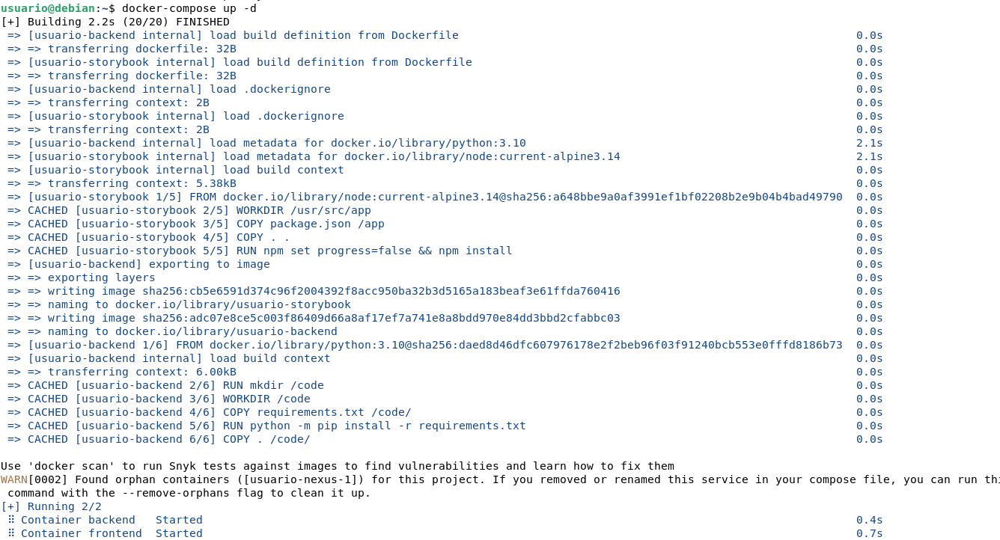 usuario@debian:~$ docker-compose up -d
[+] Building 2.2s (20/20) FINISHED
=> [usuario-backend internal] load build definition from Dockerfile 0.0s
=> => transferring dockerfile: 32B 0.0s
=> [usuario-storybook internal] load build definition from Dockerfile 0.0s
=> => transferring dockerfile: 32B 0.0s
=> [usuario-backend internal] load .dockerignore 0.0s
=> => transferring context: 2B 0.0s
=> [usuario-storybook internal] load .dockerignore 0.0s
=> => transferring context: 2B 0.0s
=> [usuario-backend internal] load metadata for docker.io/library/python:3.10 2.1s
=> [usuario-storybook internal] load metadata for docker.io/library/node:current-alpine3.14 2.1s
=> [usuario-storybook internal] load build context 0.0s
=> => transferring context: 5.38kB 0.0s
=> [usuario-storybook 1/5] FROM docker.io/library/node:current-alpine3.14@sha256:a648bbe9a0af3991ef1bf02208b2e9b04b4bad49790 0.0s
=> CACHED [usuario-storybook 2/5] WORKDIR /usr/src/app 0.0s
=> CACHED [usuario-storybook 3/5] COPY package.json /app 0.0s
=> CACHED [usuario-storybook 4/5] COPY . . 0.0s
=> CACHED [usuario-storybook 5/5] RUN npm set progress=false && npm install 0.0s
=> [usuario-backend] exporting to image 0.0s
=> => exporting layers 0.0s
=> => writing image sha256:cb5e6591d374c96f2004392f8acc950ba32b3d5165a183beaf3e61ffda760416 0.0s
=> => naming to docker.io/library/usuario-storybook 0.0s
=> => writing image sha256:adc07e8ce5c003f86409d66a8af17ef7a741e8a8bdd970e84dd3bbd2cfabbc03 0.0s
=> => naming to docker.io/library/usuario-backend 0.0s
=> [usuario-backend 1/6] FROM docker.io/library/python:3.10@sha256:daed8d46dfc607976178e2f2beb96f03f91240bcb553e0fffd8186b73 0.0s
=> [usuario-backend internal] load build context 0.0s
=> => transferring context: 6.00kB 0.0s
=> CACHED [usuario-backend 2/6] RUN mkdir /code 0.0s
=> CACHED [usuario-backend 3/6] WORKDIR /code 0.0s
=> CACHED [usuario-backend 4/6] COPY requirements.txt /code/ 0.0s
=> CACHED [usuario-backend 5/6] RUN python -m pip install -r requirements.txt 0.0s
=> CACHED [usuario-backend 6/6] COPY . /code/ 0.0s
Use 'docker scan' to run Snyk tests against images to find vulnerabilities and learn how to fix them
WARN[0002] Found orphan containers ([usuario-nexus-1]) for this project. If you removed or renamed this service in your compose file, you can run thi
command with the --remove-orphans flag to clean it up.
[+] Running 2/2
⠿ Container backend Started 0.4s
⠿ Container frontend Started 0.7s